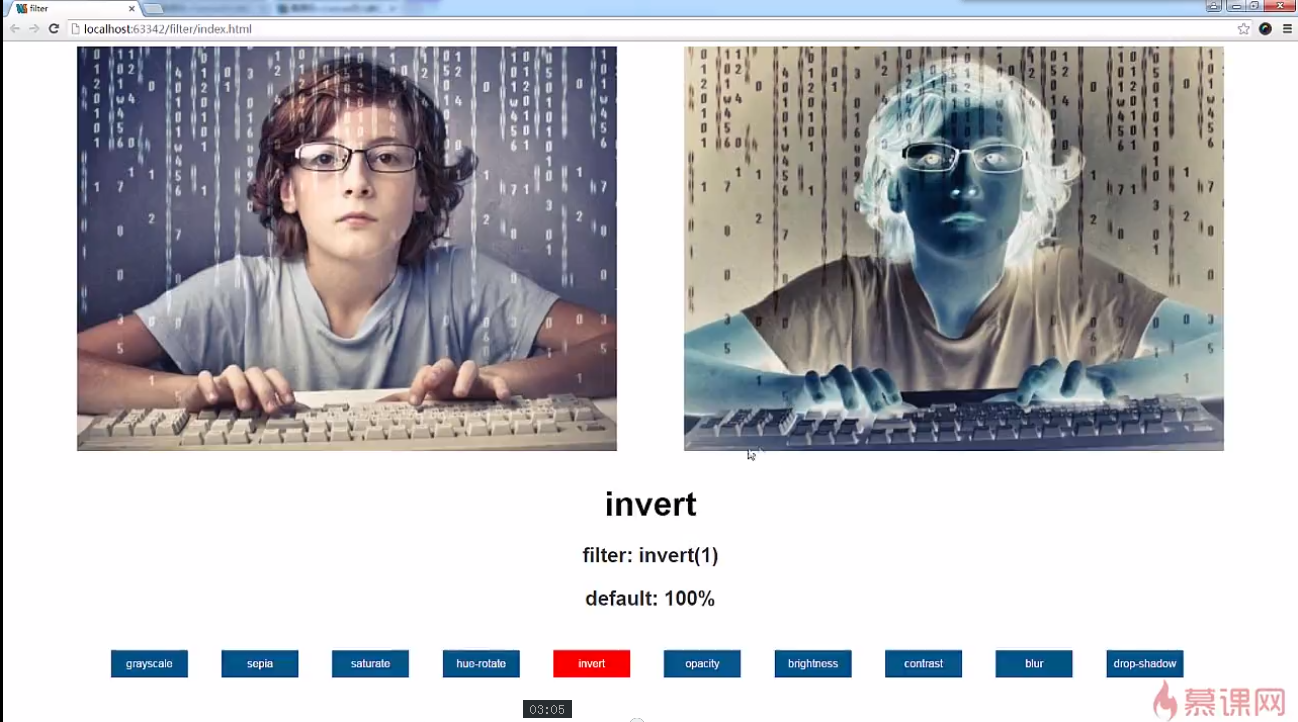 filter
localhost:63342/filter/index.html
invert
filter: invert(1)
default: 100%
grayscale sepia saturate hue-rotate invert opacity brightness contrast blur drop-shadow
03:05
慕课网